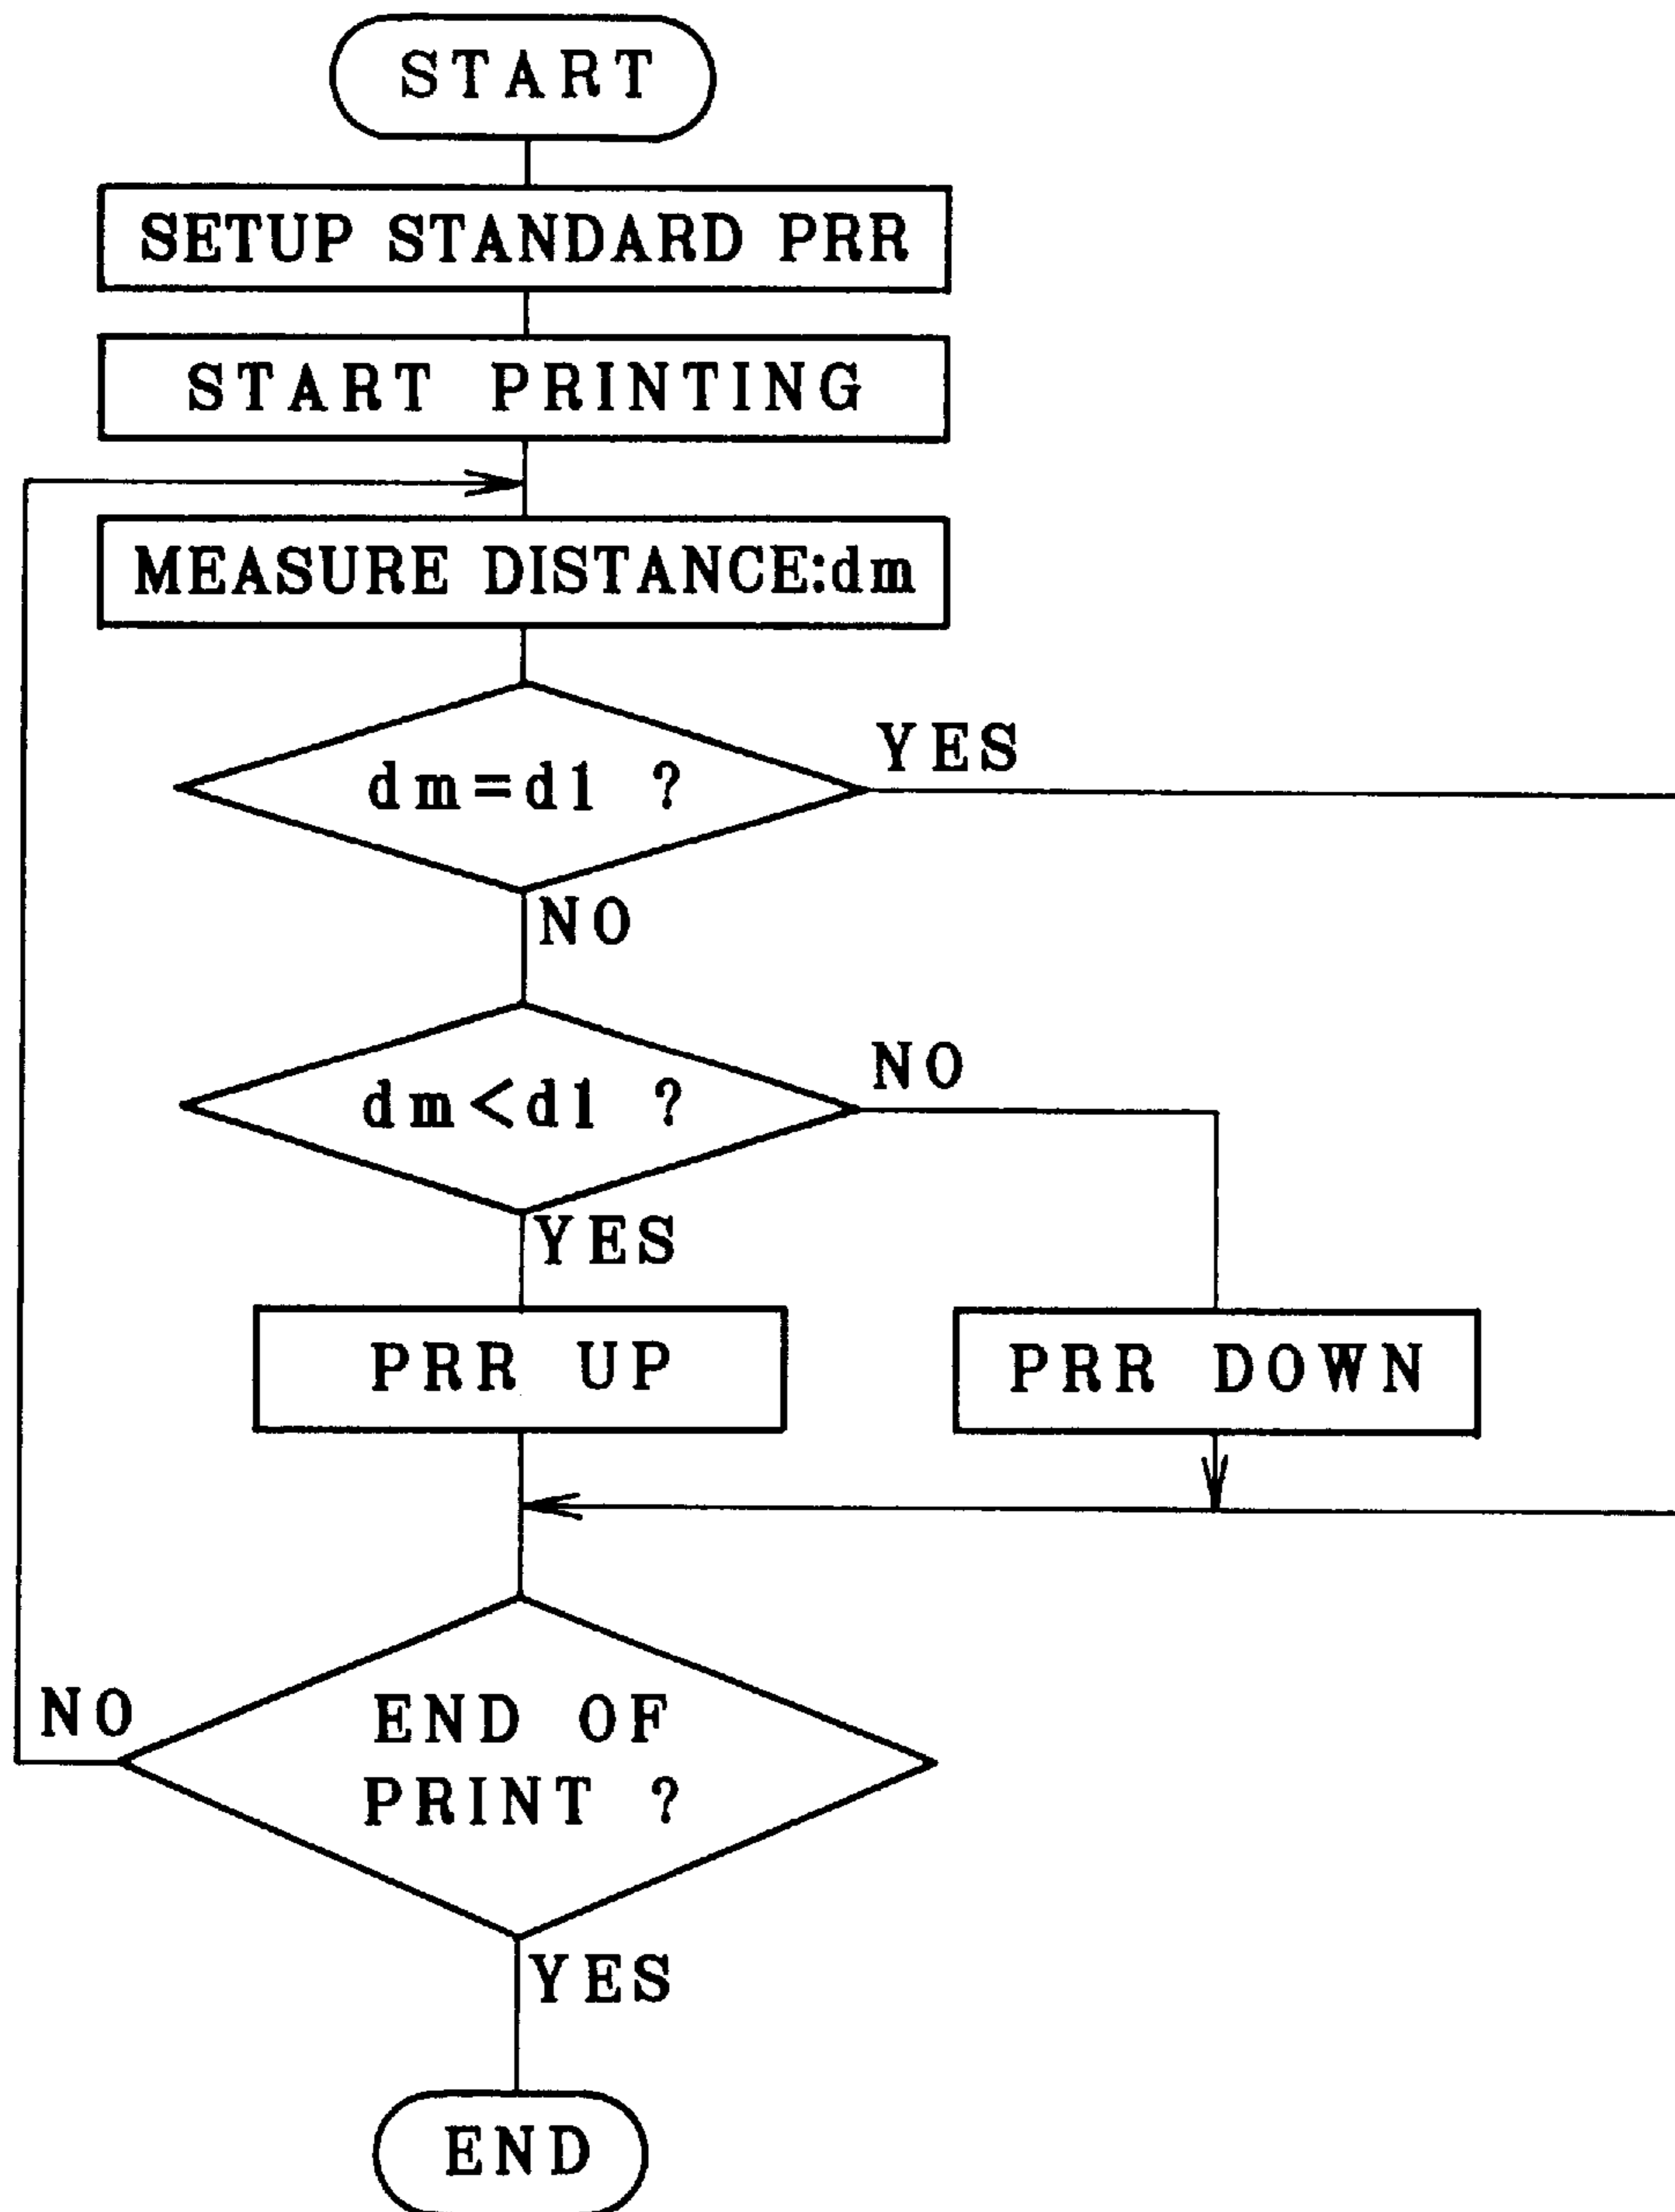 START
SETUP STANDARD PRR
START PRINTING
MEASURE DISTANCE:dm
dm=d1 ?
YES
NO
dm<d1 ?
NO
YES
PRR UP
PRR DOWN
END OF
PRINT ?
NO
YES
END